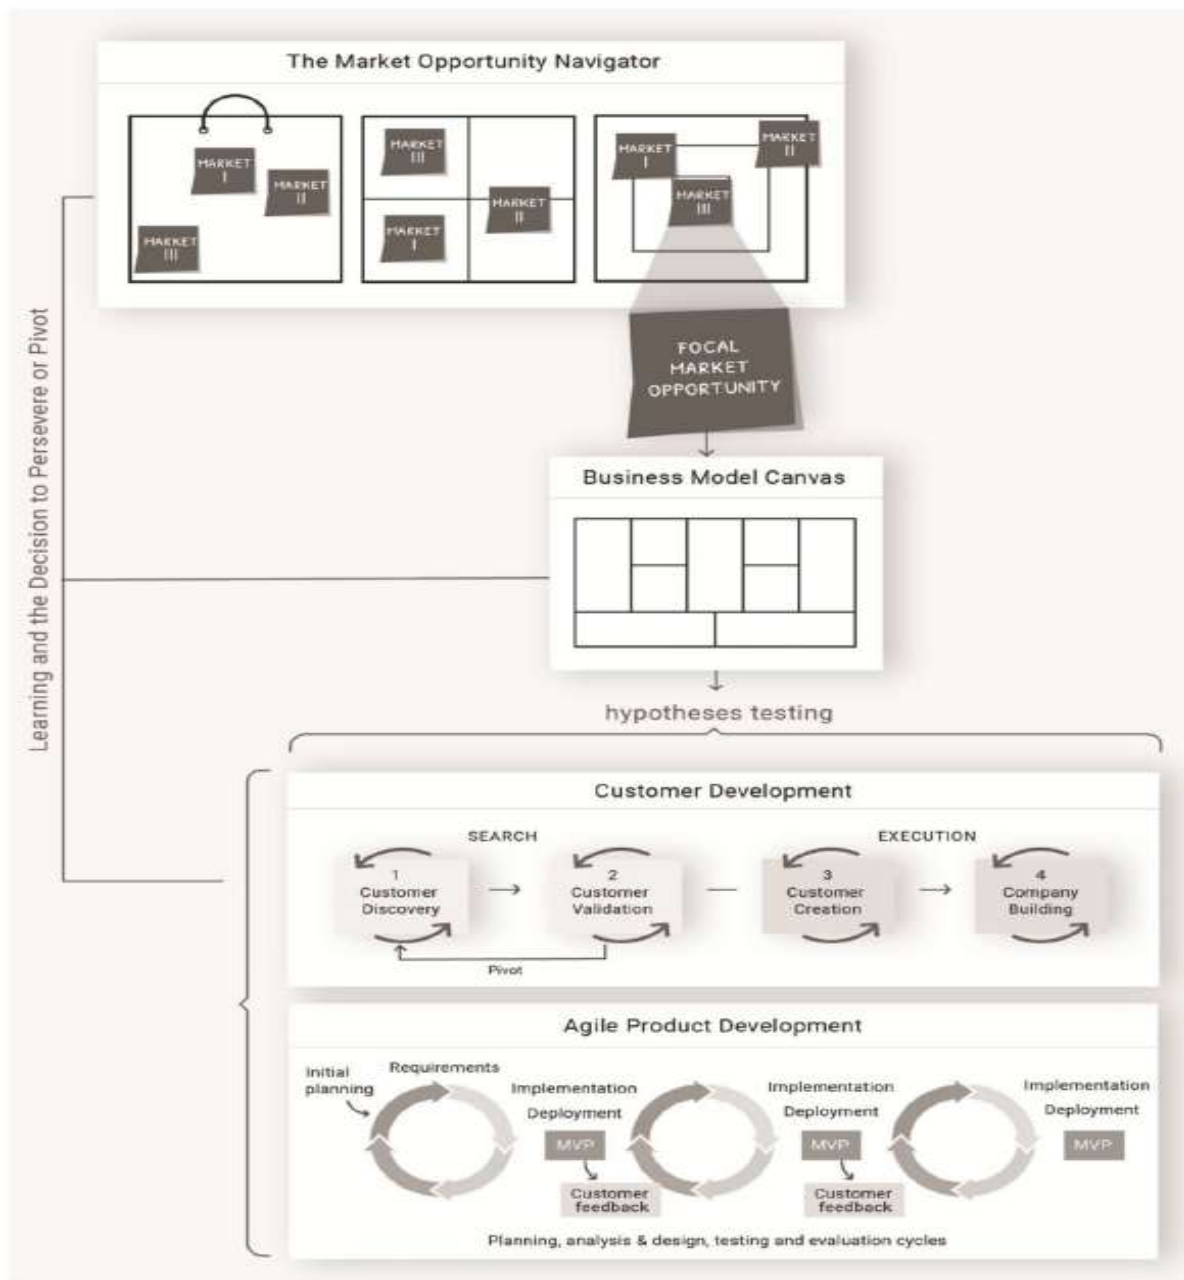 The Market Opportunity Navigator
MARKET
I
MARKET
II
MARKET
III
MARKET
III
MARKET
II
MARKET
I
MARKET
I
MARKET
II
MARKET
III
FOCAL
MARKET
OPPORTUNITY
Learning and the Decision to Persevere or Pivot
Business Model Canvas
hypotheses testing
Customer Development
SEARCH
EXECUTION
1
Customer
Discovery
2
Customer
Validation
3
Customer
Creation
4
Company
Building
Pivot
Agile Product Development
Initial
planning
Requirements
Implementation
Deployment
MVP
Customer
feedback
Implementation
Deployment
MVP
Customer
feedback
Implementation
Deployment
MVP
Planning, analysis & design, testing and evaluation cycles